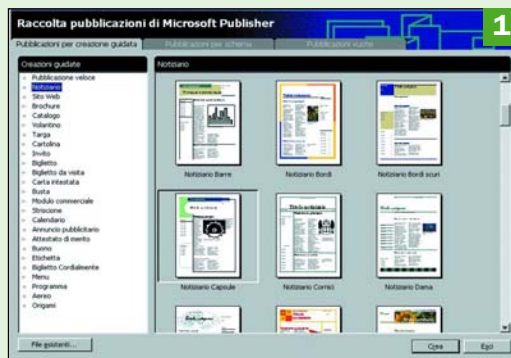 Raccolta pubblicazioni di Microsoft Publisher
1
Pubblicazioni per creazione guidata
Pubblicazioni per schema
Pubblicazioni vuote
Creazioni guidate
Notiziario
Pubblicazione veloce
Notiziario
Sito Web
Brochure
Catalogo
Volantino
Targa
Cartolina
Invito
Biglietto
Biglietto da visita
Carta intestata
Busta
Modulo commerciale
Striscione
Calendario
Annuncio pubblicitario
Attestato di merito
Buono
Etichetta
Biglietto Cordialmente
Menu
Programma
Aereo
Origami
Notiziario Barre
Notiziario Bordi
Notiziario Bordi scuri
Notiziario Capsule
Notiziario Cornici
Notiziario Dama
File esistenti...
Crea
Esci